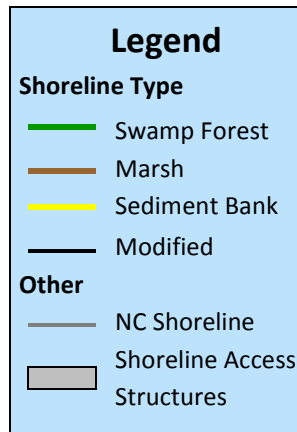 Legend
Shoreline Type
Swamp Forest
Marsh
Sediment Bank
Modified
Other
NC Shoreline
Shoreline Access
Structures